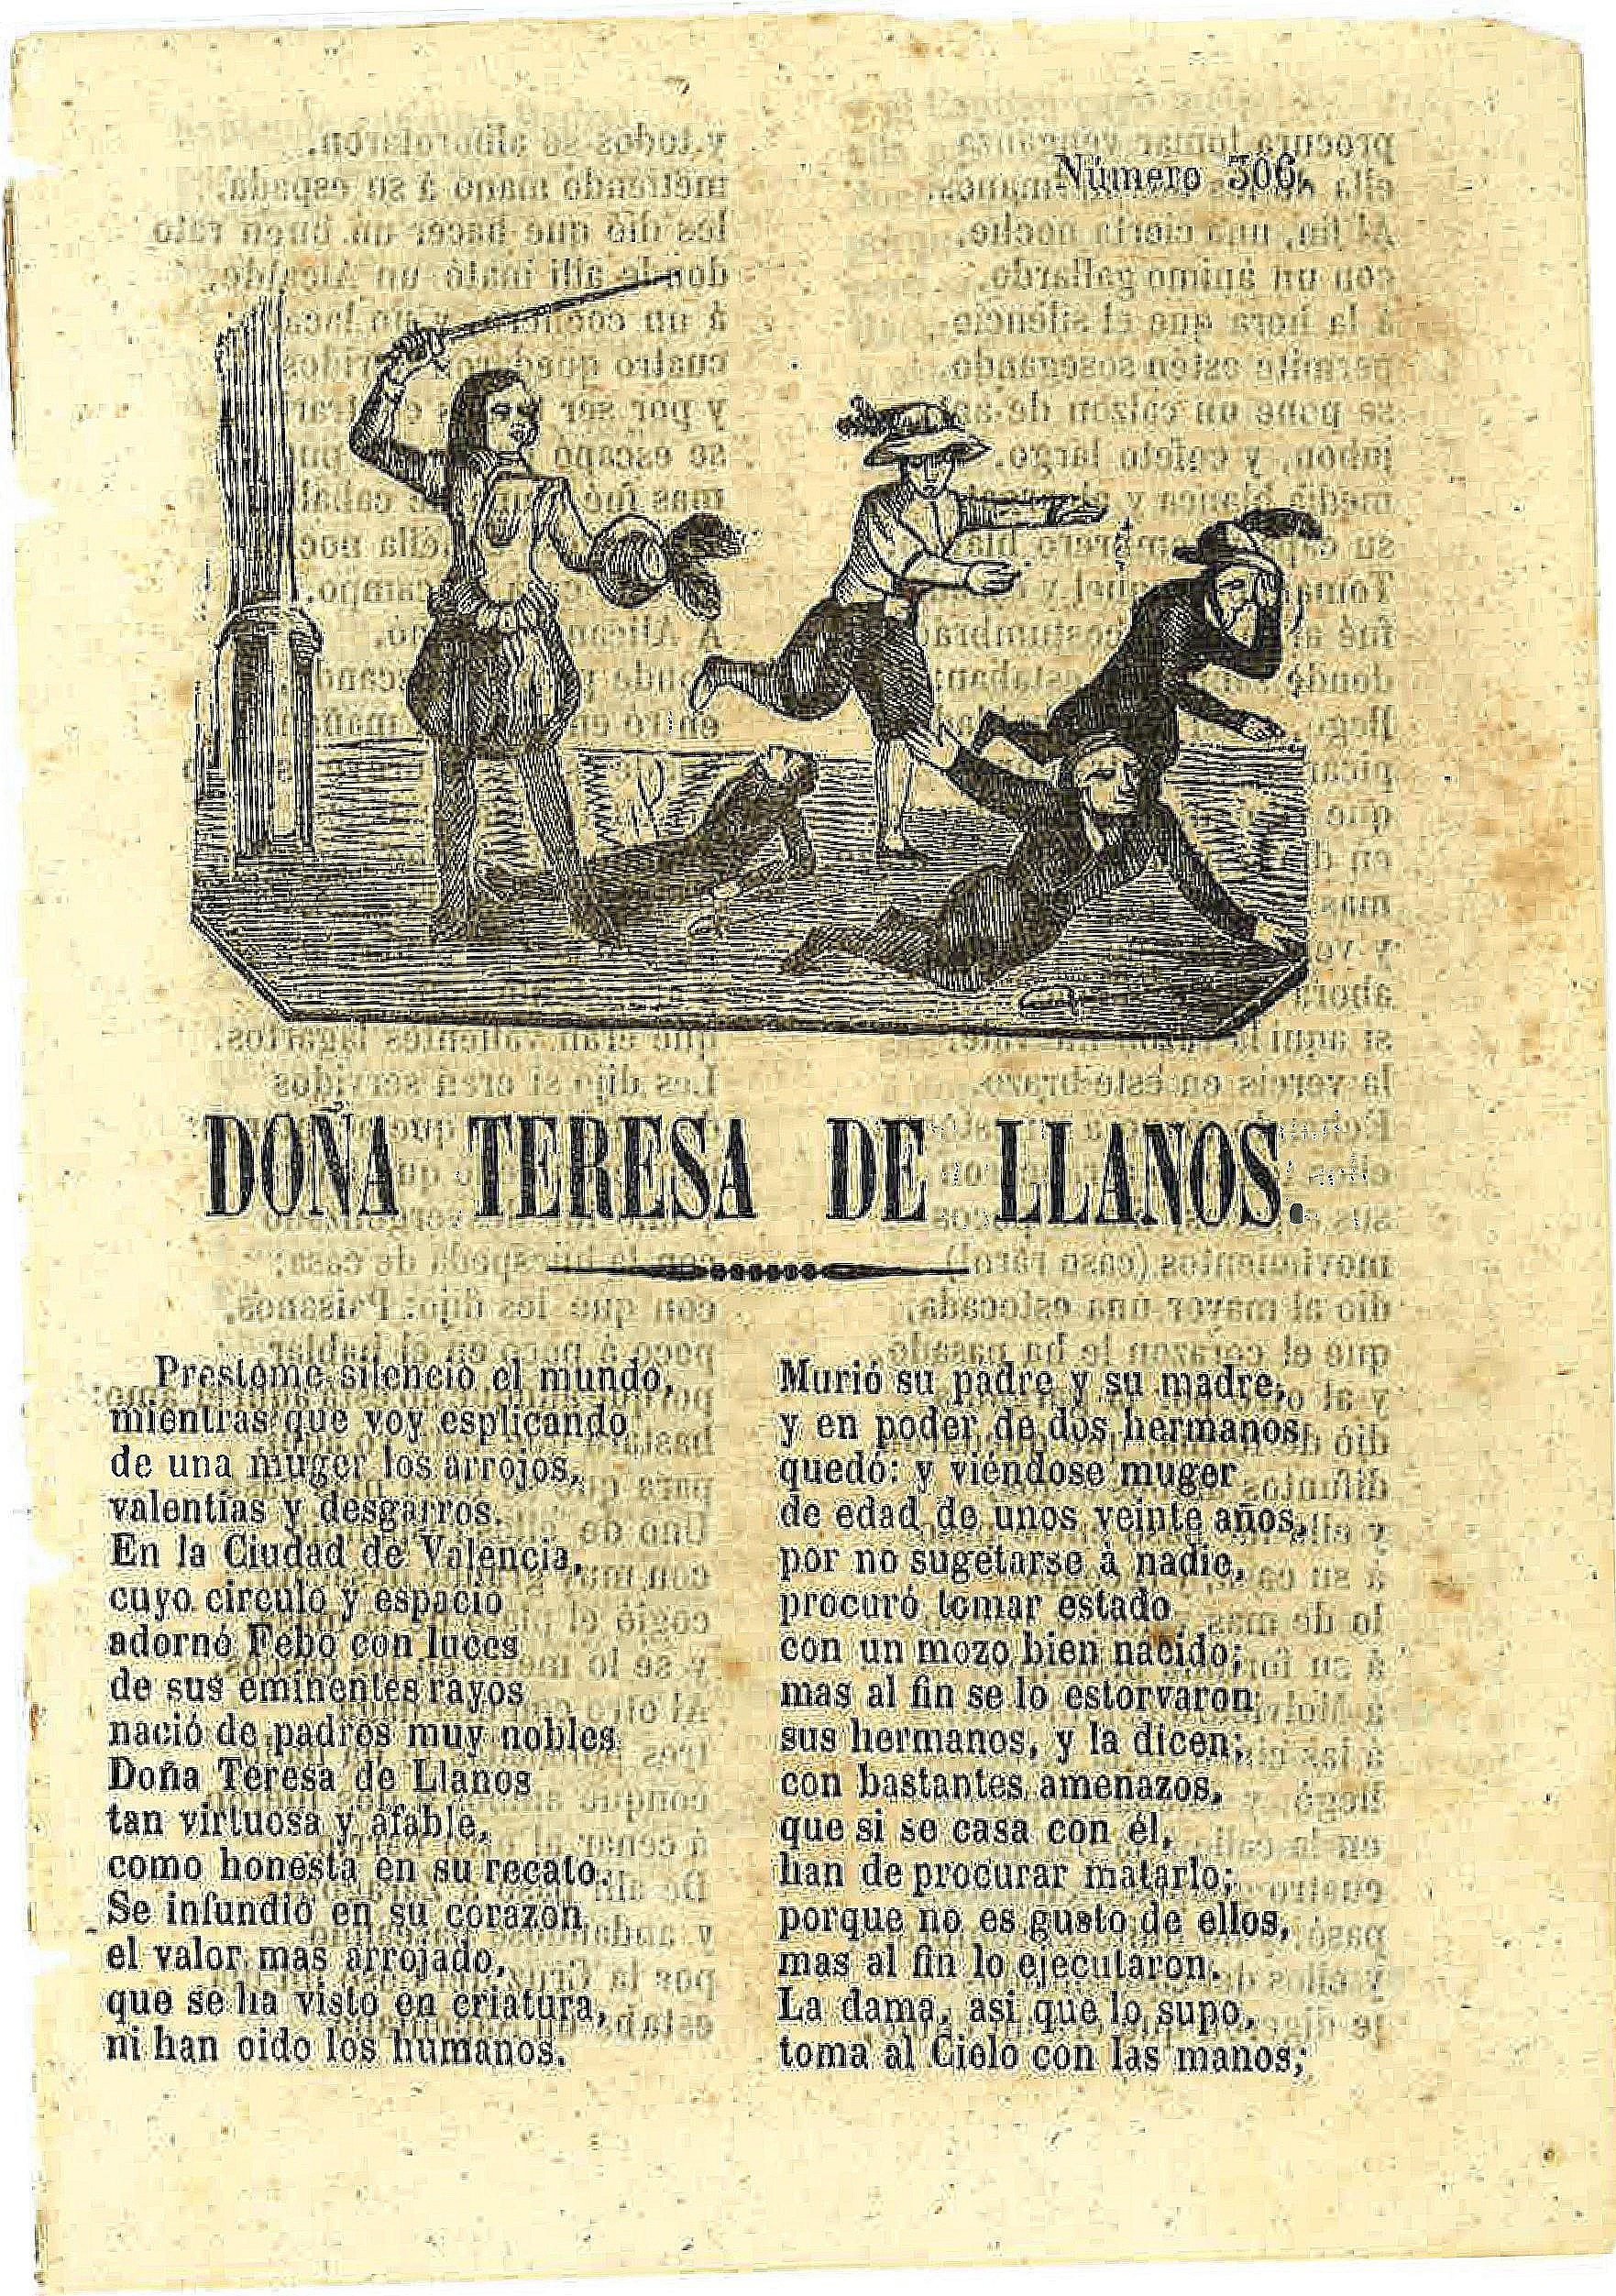 Número 306.
DOÑA TERESA DE LLANOS.
Presteme silencio el mundo,
mientras que voy esplicando
de una muger los arrojos,
valentías y desgarros.
En la Ciudad de Valencia,
cuyo circulo y espacio
adornó Febo con luces
de sus eminentes rayos
nació de padres muy nobles
Doña Teresa de Llanos
tan virtuosa y afable,
como honesta en su recato.
Se infundió en su corazon
el valor mas arrojado,
que se ha visto en criatura,
ni han oido los humanos.
Murió su padre y su madre,
y en poder de dos hermanos
quedó: y viéndose muger
de edad de unos veinte años,
por no sugetarse à nadie,
procuró tomar estado
con un mozo bien nacido;
mas al fin se lo estorvaron
sus hermanos, y la dicen;
con bastantes amenazos,
que si se casa con él,
han de procurar matarlo;
porque no es gusto de ellos,
mas al fin lo ejecutaron.
La dama, asi que lo supo,
toma al Cielo con las manos;